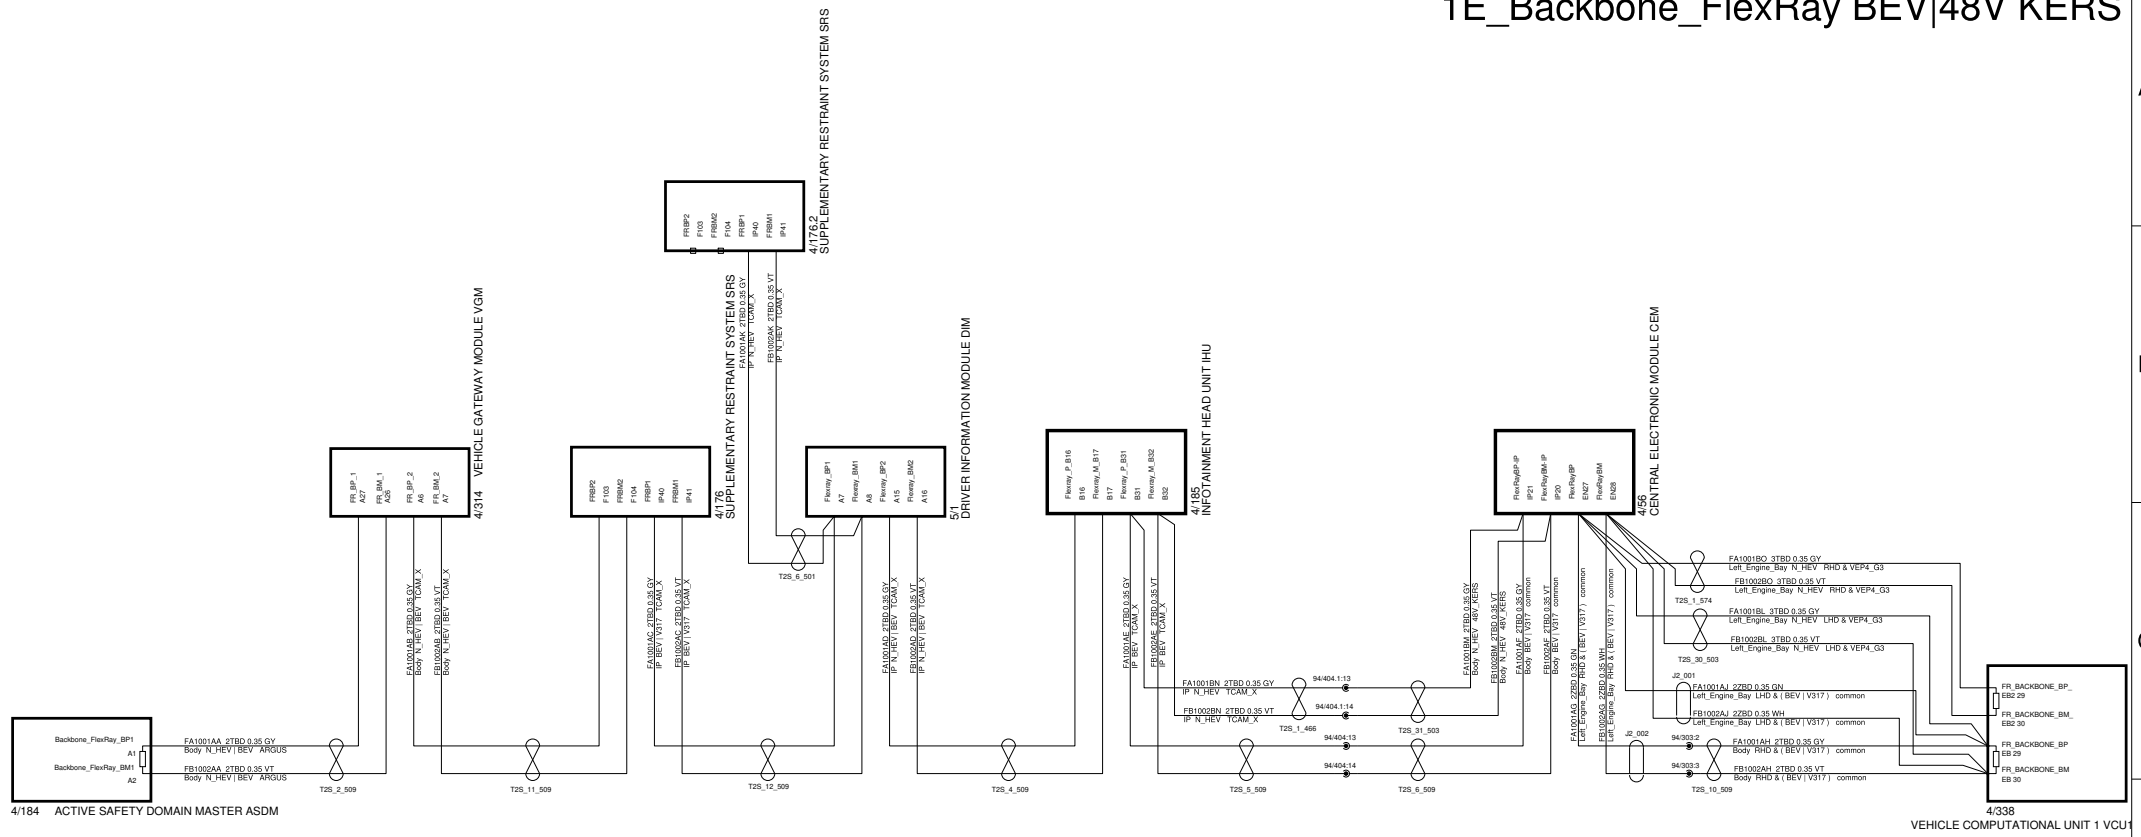 1E_Backbone_FlexRay BEV|48V KERS
A
4/176.2
SUPPLEMENTARY RESTRAINT SYSTEM SRS
FRBP2
F103
FRBM2
F104
FRBP1
IP40
FRBM1
IP41
FA1001AK 2TBD 0.35 GY
IP N_HEV TCAM_X
FB1002AK 2TBD 0.35 VT
IP N_HEV TCAM_X
T2S_6_501
4/314 VEHICLE GATEWAY MODULE VGM
FR_BP_1
A27
FR_BM_1
A26
FR_BP_2
A6
FR_BM_2
A7
FA1001AB 2TBD 0.35 GY
Body N_HEV | BEV TCAM_X
FB1002AB 2TBD 0.35 VT
Body N_HEV | BEV TCAM_X
4/176
SUPPLEMENTARY RESTRAINT SYSTEM SRS
FRBP2
F103
FRBM2
F104
FRBP1
IP40
FRBM1
IP41
FA1001AC 2TBD 0.35 GY
IP BEV | V317 TCAM_X
FB1002AC 2TBD 0.35 VT
IP BEV | V317 TCAM_X
5/1
DRIVER INFORMATION MODULE DIM
Flexray_BP1
A7
Flexray_BM1
A8
Flexray_BP2
A15
Flexray_BM2
A16
FA1001AD 2TBD 0.35 GY
IP N_HEV | BEV TCAM_X
FB1002AD 2TBD 0.35 VT
IP N_HEV | BEV TCAM_X
4/185
INFOTAINMENT HEAD UNIT IHU
Flexray_P_B16
B16
Flexray_M_B17
B17
Flexray_P_B31
B31
Flexray_M_B32
B32
FA1001AE 2TBD 0.35 GY
IP BEV TCAM_X
FB1002AE 2TBD 0.35 VT
IP BEV TCAM_X
FA1001BN 2TBD 0.35 GY
IP N_HEV TCAM_X
FB1002BN 2TBD 0.35 VT
IP N_HEV TCAM_X
T2S_1_466
94/404.1:13
94/404.1:14
T2S_31_503
94/404:13
94/404:14
4/56
CENTRAL ELECTRONIC MODULE CEM
FlexRayBP-IP
IP21
FlexRayBM-IP
IP20
FlexRayBP
EN27
FlexRayBM
EN28
FA1001BM 2TBD 0.35 GY
Body N_HEV 48V_KERS
FB1002BM 2TBD 0.35 VT
Body N_HEV 48V_KERS
FA1001AF 2TBD 0.35 GY
Body BEV | V317 common
FB1002AF 2TBD 0.35 VT
Body BEV | V317 common
FA1001AG 2ZBD 0.35 GN
Left_Engine_Bay RHD & ( BEV | V317 ) common
FB1002AG 2ZBD 0.35 WH
Left_Engine_Bay RHD & ( BEV | V317 ) common
FA1001BO 3TBD 0.35 GY
Left_Engine_Bay N_HEV RHD & VEP4_G3
FB1002BO 3TBD 0.35 VT
Left_Engine_Bay N_HEV RHD & VEP4_G3
T2S_1_574
FA1001BL 3TBD 0.35 GY
Left_Engine_Bay N_HEV LHD & VEP4_G3
FB1002BL 3TBD 0.35 VT
Left_Engine_Bay N_HEV LHD & VEP4_G3
T2S_30_503
J2_001
FA1001AJ 2ZBD 0.35 GN
Left_Engine_Bay LHD & ( BEV | V317 ) common
FB1002AJ 2ZBD 0.35 WH
Left_Engine_Bay LHD & ( BEV | V317 ) common
J2_002
94/303:2
FA1001AH 2TBD 0.35 GY
Body RHD & ( BEV | V317 ) common
94/303:3
FB1002AH 2TBD 0.35 VT
Body RHD & ( BEV | V317 ) common
FR_BACKBONE_BP_
EB2 29
FR_BACKBONE_BM_
EB2 30
FR_BACKBONE_BP
EB 29
FR_BACKBONE_BM
EB 30
4/338
VEHICLE COMPUTATIONAL UNIT 1 VCU1
Backbone_FlexRay_BP1
A1
Backbone_FlexRay_BM1
A2
FA1001AA 2TBD 0.35 GY
Body N_HEV | BEV ARGUS
FB1002AA 2TBD 0.35 VT
Body N_HEV | BEV ARGUS
T2S_2_509
T2S_11_509
T2S_12_509
T2S_4_509
T2S_5_509
T2S_6_509
T2S_10_509
4/184 ACTIVE SAFETY DOMAIN MASTER ASDM